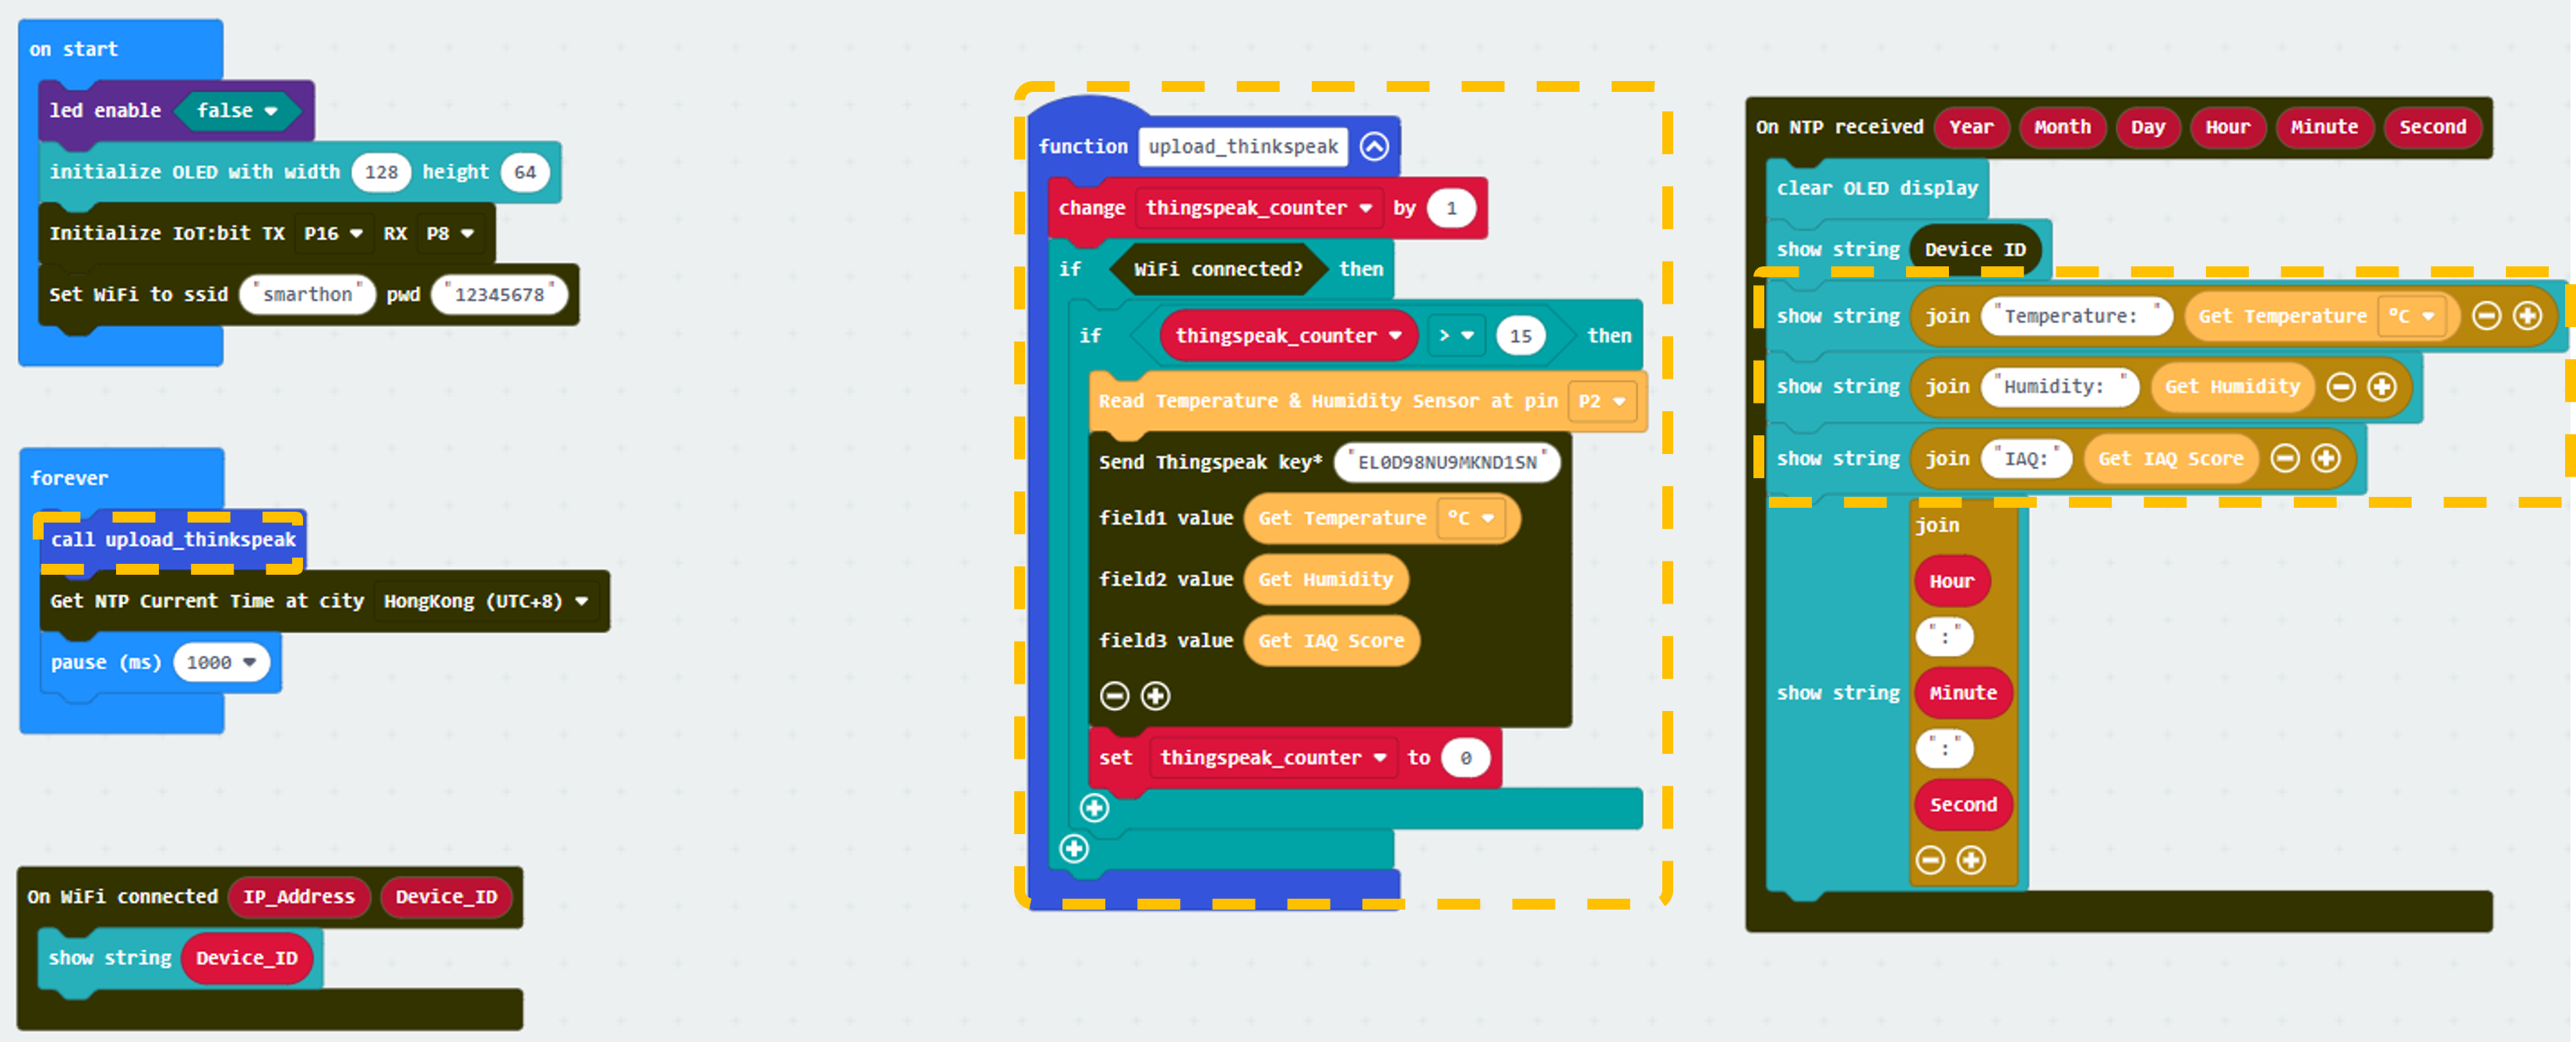 on start
led enable false
initialize OLED with width 128 height 64
Initialize IoT:bit TX P16 RX P8
Set WiFi to ssid "smarthon" pwd "12345678"
forever
call upload_thinkspeak
Get NTP Current Time at city HongKong (UTC+8)
pause (ms) 1000
On WiFi connected IP_Address Device_ID
show string Device_ID
function upload_thinkspeak
change thingspeak_counter by 1
if WiFi connected? then
if thingspeak_counter > 15 then
Read Temperature & Humidity Sensor at pin P2
Send Thingspeak key* "EL0D98NU9MKND1SN"
field1 value Get Temperature °C
field2 value Get Humidity
field3 value Get IAQ Score
set thingspeak_counter to 0
On NTP received Year Month Day Hour Minute Second
clear OLED display
show string Device ID
show string join "Temperature: " Get Temperature °C
show string join "Humidity: " Get Humidity
show string join "IAQ:" Get IAQ Score
join
Hour
":"
show string Minute
":"
Second